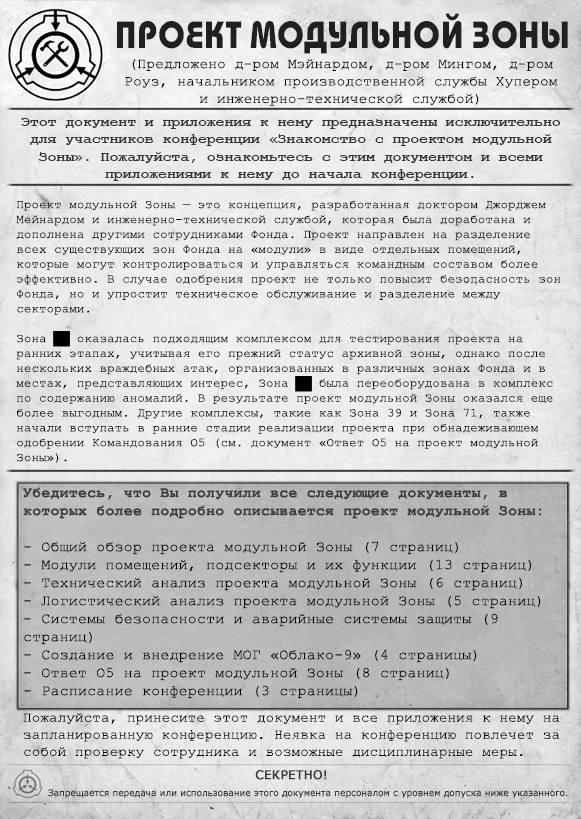 ПРОЕКТ МОДУЛЬНОЙ ЗОНЫ
(Предложено д-ром Мэйнардом, д-ром Мингом, д-ром
Роуз, начальником производственной службы Хупером
и инженерно-технической службой)
Этот документ и приложения к нему предназначены исключительно
для участников конференции «Знакомство с проектом модульной
Зоны». Пожалуйста, ознакомьтесь с этим документом и всеми
приложениями к нему до начала конференции.
Проект модульной Зоны — это концепция, разработанная доктором Джорджем
Мейнардом и инженерно-технической службой, которая была доработана и
дополнена другими сотрудниками Фонда. Проект направлен на разделение
всех существующих зон Фонда на «модули» в виде отдельных помещений,
которые могут контролироваться и управляться командным составом более
эффективно. В случае одобрения проект не только повысит безопасность зон
Фонда, но и упростит техническое обслуживание и разделение между
секторами.
Зона оказалась подходящим комплексом для тестирования проекта на
ранних этапах, учитывая его прежний статус архивной зоны, однако после
нескольких враждебных атак, организованных в различных зонах Фонда и в
местах, представляющих интерес, Зона была переоборудована в комплекс
по содержанию аномалий. В результате проект модульной Зоны оказался еще
более выгодным. Другие комплексы, такие как Зона 39 и Зона 71, также
начали вступать в ранние стадии реализации проекта при обнадеживающем
одобрении Командования О5 (см. документ «Ответ О5 на проект модульной
Зоны»).
Убедитесь, что Вы получили все следующие документы, в
которых более подробно описывается проект модульной Зоны:
– Общий обзор проекта модульной Зоны (7 страниц)
– Модули помещений, подсекторы и их функции (13 страниц)
– Технический анализ проекта модульной Зоны (6 страниц)
– Логистический анализ проекта модульной Зоны (5 страниц)
– Системы безопасности и аварийные системы защиты (9
страниц)
– Создание и внедрение МОГ «Облако-9» (4 страницы)
– Ответ О5 на проект модульной Зоны (8 страниц)
– Расписание конференции (3 страницы)
Пожалуйста, принесите этот документ и все приложения к нему на
запланированную конференцию. Неявка на конференцию повлечет за
собой проверку сотрудника и возможные дисциплинарные меры.
СЕКРЕТНО!
Запрещается передача или использование этого документа персоналом с уровнем допуска ниже указанного.